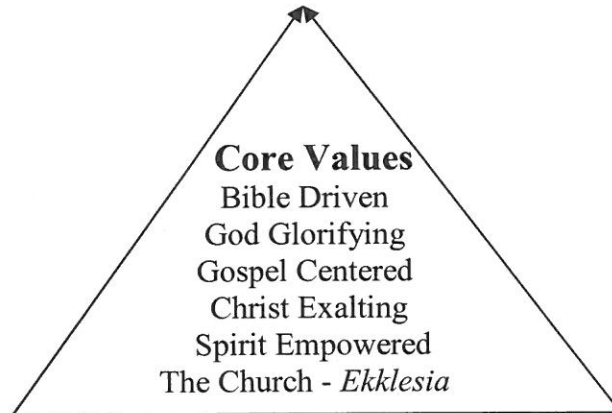 Core Values
Bible Driven
God Glorifying
Gospel Centered
Christ Exalting
Spirit Empowered
The Church - Ekklesia